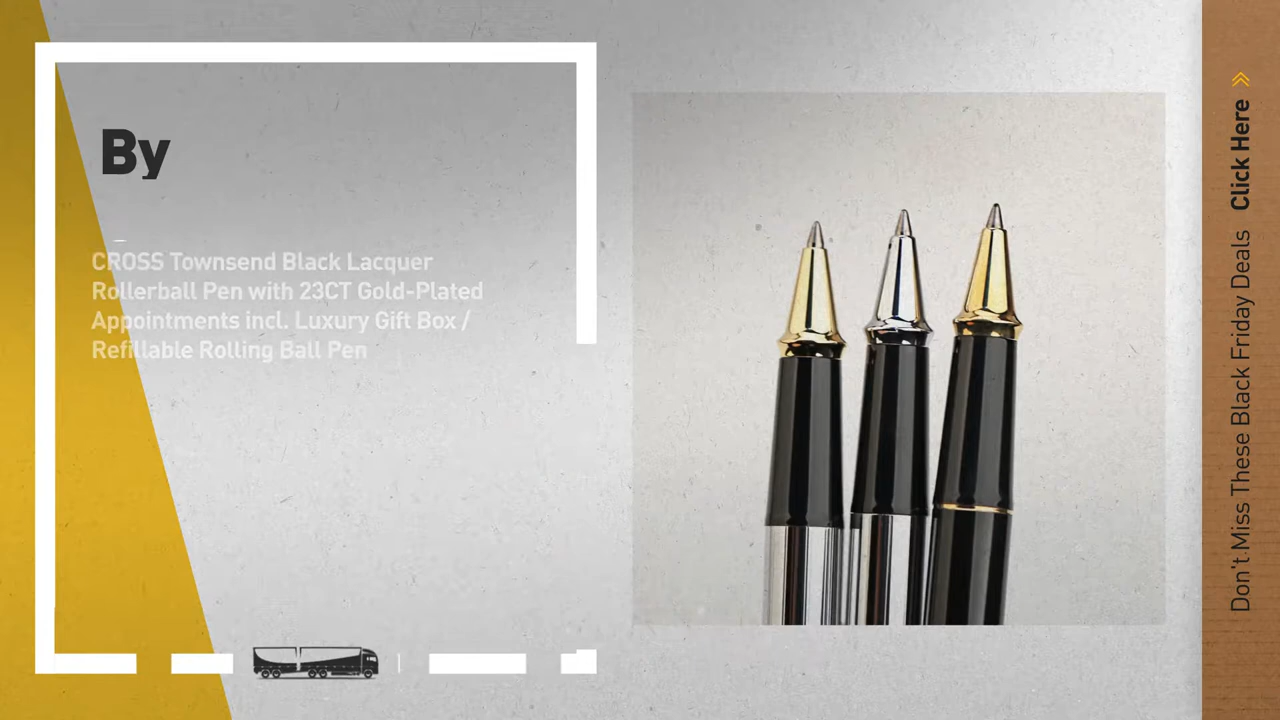 By
CROSS Townsend Black Lacquer
Rollerball Pen with 23CT Gold-Plated
Appointments incl. Luxury Gift Box /
Refillable Rolling Ball Pen
Don't Miss These Black Friday Deals Click Here »